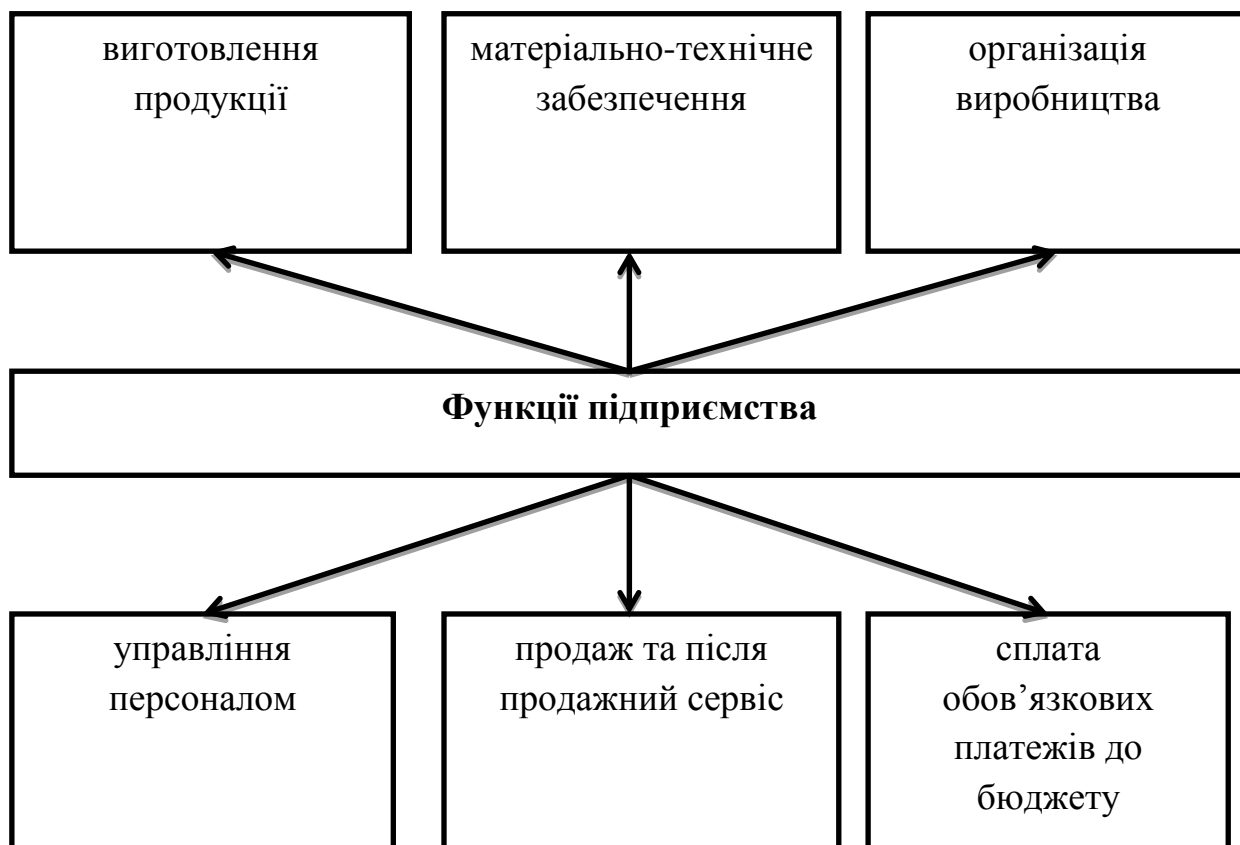 виготовлення
продукції
матеріально-технічне
забезпечення
організація
виробництва
Функції підприємства
управління
персоналом
продаж та після
продажний сервіс
сплата
обов’язкових
платежів до
бюджету